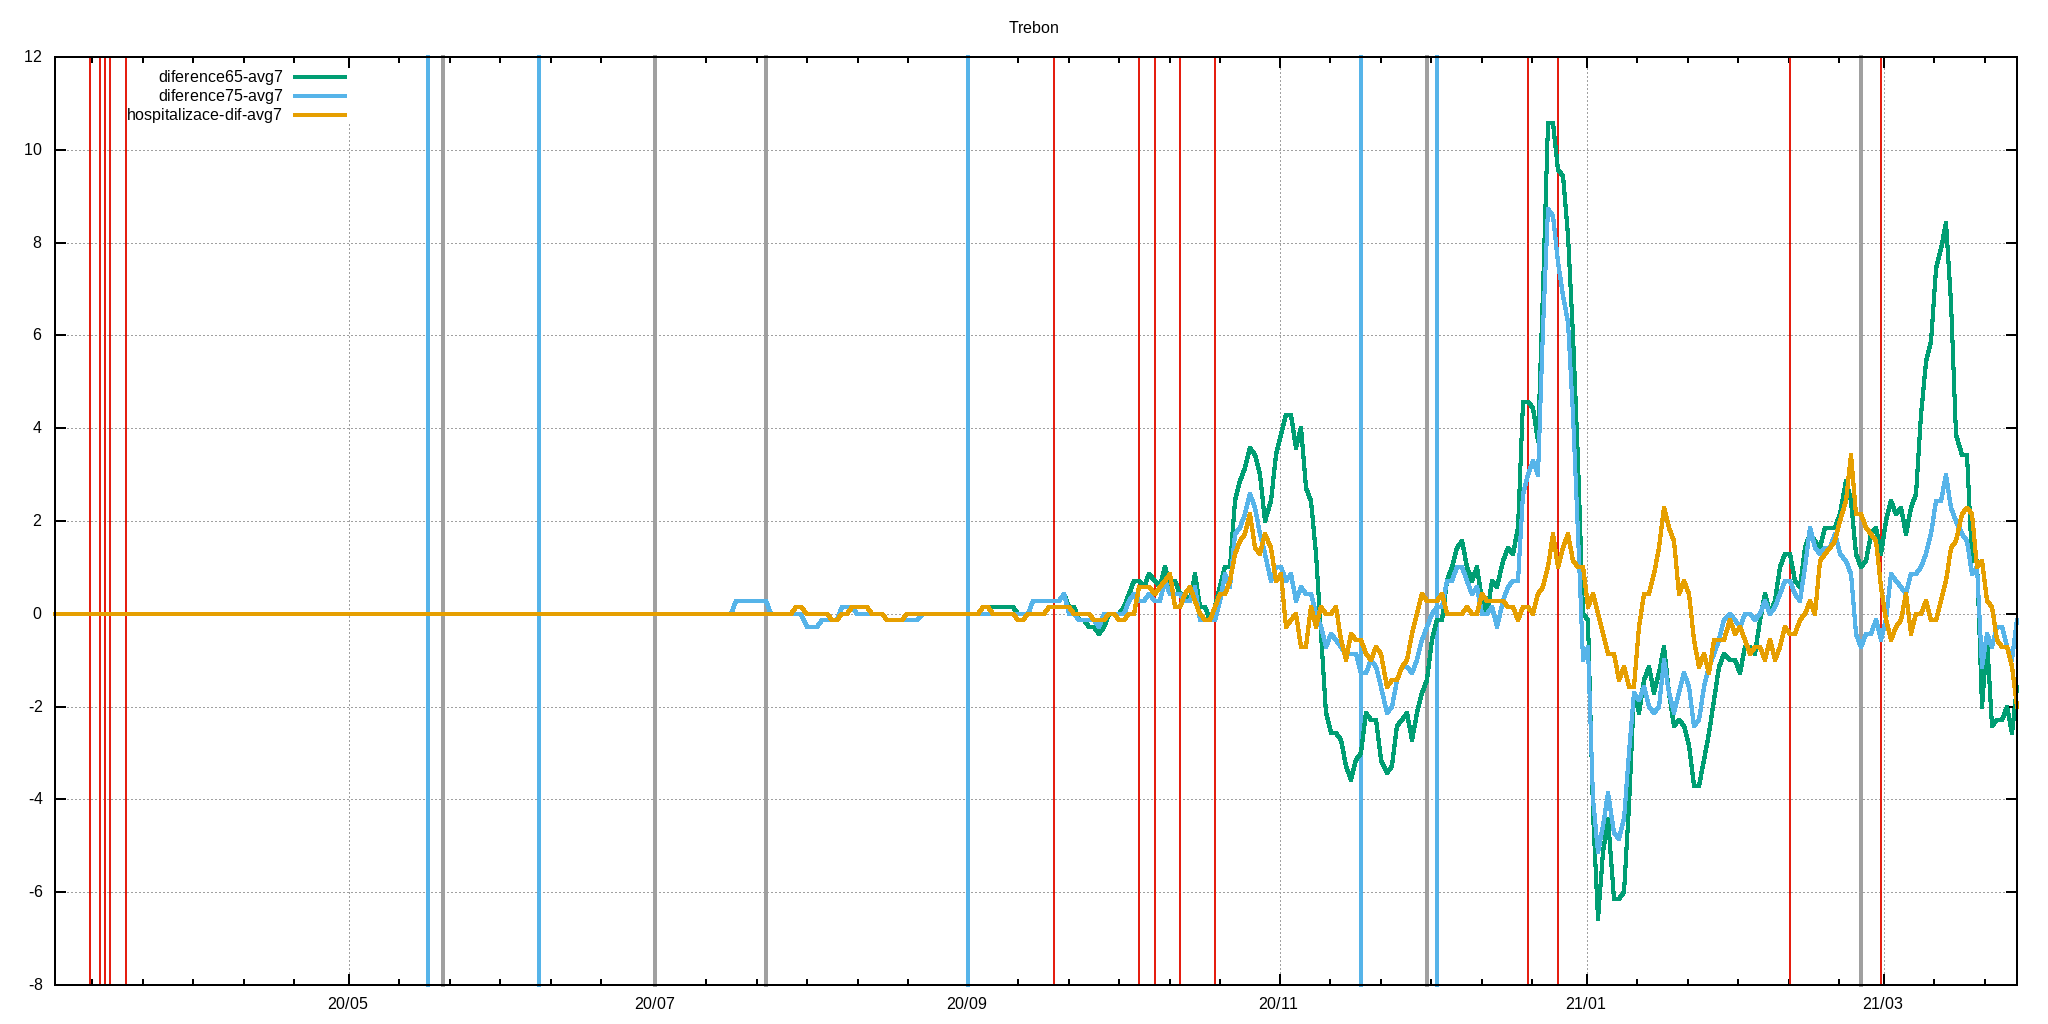 Trebon
12
diference65-avg7
diference75-avg7
hospitalizace-dif-avg7
10
8
6
4
2
0
-2
-4
-6
-8
20/05 20/07 20/09 20/11 21/01 21/03